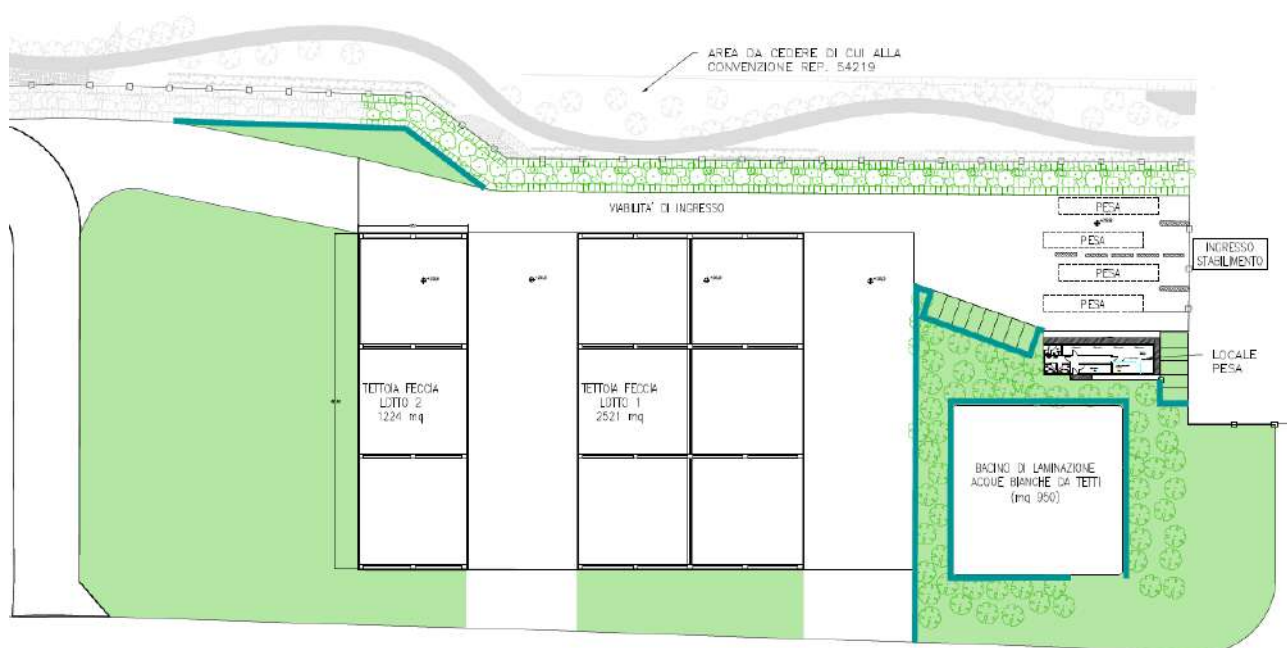 AREA DA CEDERE DI CUI ALLA
CONVENZIONE REP. 54219
VIABILITA' DI INGRESSO
PESA
PESA
PESA
PESA
INGRESSO
STABILIMENTO
LOCALE
PESA
TETTOIA FECCIA
LOTTO 2
1224 mq
TETTOIA FECCIA
LOTTO 1
2521 mq
BACINO DI LAMINAZIONE
ACQUE BIANCHE DA TETTI
(mq 950)